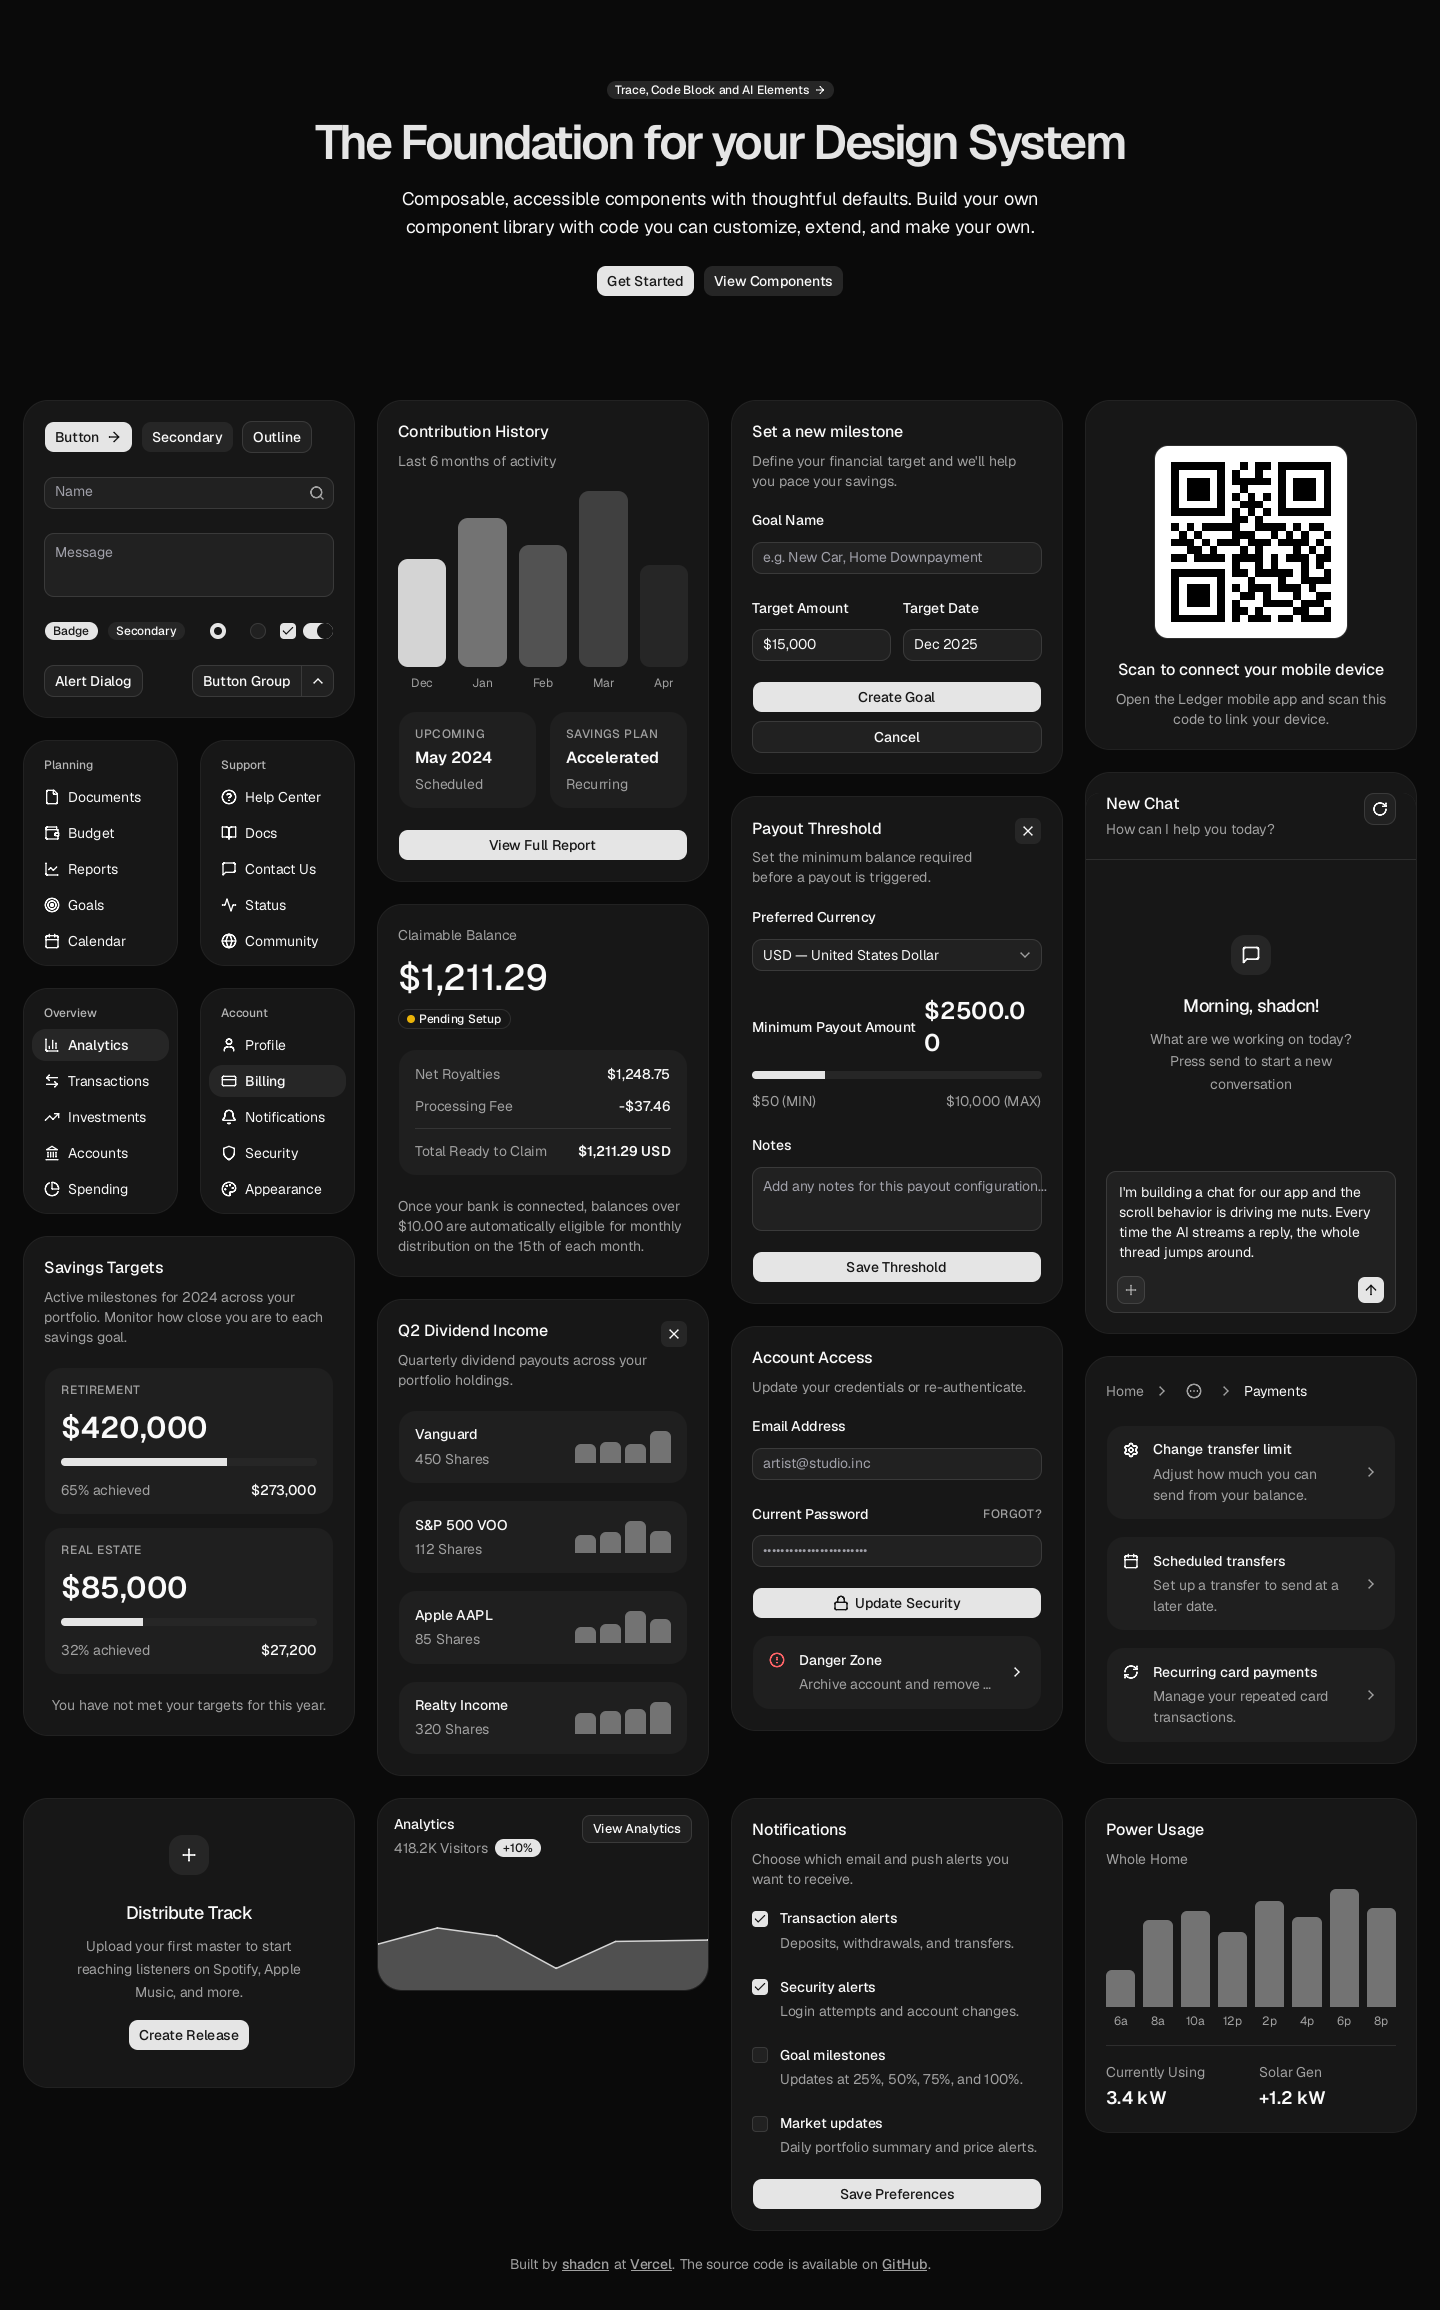 Trace, Code Block and AI Elements
The Foundation for your Design System
Composable, accessible components with thoughtful defaults. Build your own
component library with code you can customize, extend, and make your own.
Get Started
View Components
Button
Secondary
Outline
Name
Message
Badge
Secondary
Alert Dialog
Button Group
Planning
Documents
Budget
Reports
Goals
Calendar
Support
Help Center
Docs
Contact Us
Status
Community
Overview
Analytics
Transactions
Investments
Accounts
Spending
Account
Profile
Billing
Notifications
Security
Appearance
Savings Targets
Active milestones for 2024 across your
portfolio. Monitor how close you are to each
savings goal.
RETIREMENT
$420,000
65% achieved
$273,000
REAL ESTATE
$85,000
32% achieved
$27,200
You have not met your targets for this year.
Contribution History
Last 6 months of activity
Dec
Jan
Feb
Mar
Apr
UPCOMING
May 2024
Scheduled
SAVINGS PLAN
Accelerated
Recurring
View Full Report
Claimable Balance
$1,211.29
Pending Setup
Net Royalties
$1,248.75
Processing Fee
-$37.46
Total Ready to Claim
$1,211.29 USD
Once your bank is connected, balances over
$10.00 are automatically eligible for monthly
distribution on the 15th of each month.
Q2 Dividend Income
Quarterly dividend payouts across your
portfolio holdings.
Vanguard
450 Shares
S&P 500 VOO
112 Shares
Apple AAPL
85 Shares
Realty Income
320 Shares
Set a new milestone
Define your financial target and we'll help
you pace your savings.
Goal Name
e.g. New Car, Home Downpayment
Target Amount
Target Date
$15,000
Dec 2025
Create Goal
Cancel
Payout Threshold
Set the minimum balance required
before a payout is triggered.
Preferred Currency
USD — United States Dollar
Minimum Payout Amount
$2500.0
0
$50 (MIN)
$10,000 (MAX)
Notes
Add any notes for this payout configuration...
Save Threshold
Account Access
Update your credentials or re-authenticate.
Email Address
artist@studio.inc
Current Password
FORGOT?
Update Security
Danger Zone
Archive account and remove ...
Scan to connect your mobile device
Open the Ledger mobile app and scan this
code to link your device.
New Chat
How can I help you today?
Morning, shadcn!
What are we working on today?
Press send to start a new
conversation
I'm building a chat for our app and the
scroll behavior is driving me nuts. Every
time the AI streams a reply, the whole
thread jumps around.
Home
Payments
Change transfer limit
Adjust how much you can
send from your balance.
Scheduled transfers
Set up a transfer to send at a
later date.
Recurring card payments
Manage your repeated card
transactions.
Distribute Track
Upload your first master to start
reaching listeners on Spotify, Apple
Music, and more.
Create Release
Analytics
418.2K Visitors
+10%
View Analytics
Notifications
Choose which email and push alerts you
want to receive.
Transaction alerts
Deposits, withdrawals, and transfers.
Security alerts
Login attempts and account changes.
Goal milestones
Updates at 25%, 50%, 75%, and 100%.
Market updates
Daily portfolio summary and price alerts.
Save Preferences
Power Usage
Whole Home
6a
8a
10a
12p
2p
4p
6p
8p
Currently Using
3.4 kW
Solar Gen
+1.2 kW
Built by shadcn at Vercel. The source code is available on GitHub.